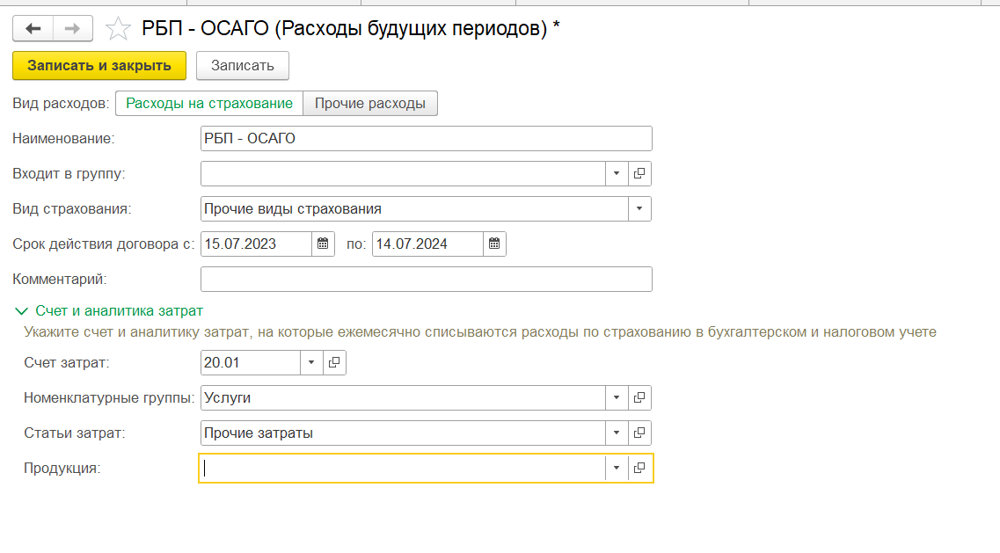 РБП - ОСАГО (Расходы будущих периодов) *
Записать и закрыть Записать
Вид расходов: Расходы на страхование Прочие расходы
Наименование: РБП - ОСАГО
Входит в группу:
Вид страхования: Прочие виды страхования
Срок действия договора с: 15.07.2023 по: 14.07.2024
Комментарий:
Счет и аналитика затрат
Укажите счет и аналитику затрат, на которые ежемесячно списываются расходы по страхованию в бухгалтерском и налоговом учете
Счет затрат: 20.01
Номенклатурные группы: Услуги
Статьи затрат: Прочие затраты
Продукция: